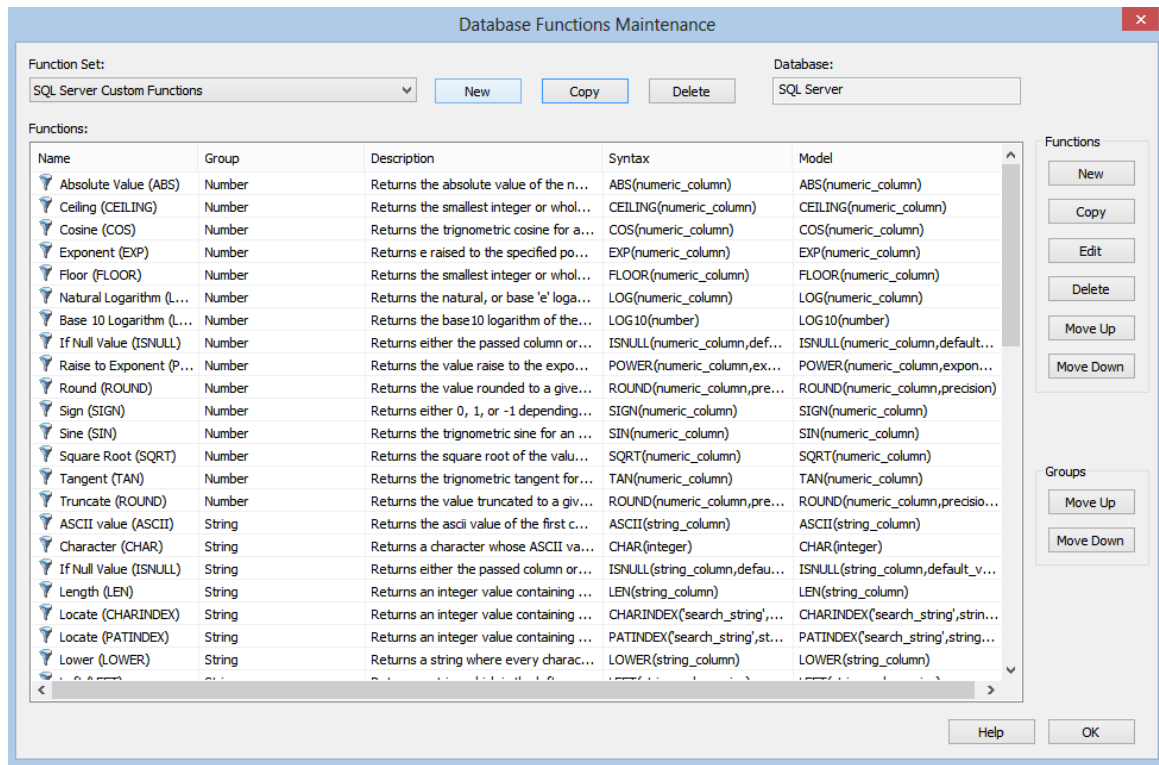 Database Functions Maintenance
Function Set:
Database:
SQL Server Custom Functions
New
Copy
Delete
SQL Server
Functions:
Name Group Description Syntax Model
Absolute Value (ABS) Number Returns the absolute value of the n... ABS(numeric_column) ABS(numeric_column)
Ceiling (CEILING) Number Returns the smallest integer or whol... CEILING(numeric_column) CEILING(numeric_column)
Cosine (COS) Number Returns the trignometric cosine for a... COS(numeric_column) COS(numeric_column)
Exponent (EXP) Number Returns e raised to the specified po... EXP(numeric_column) EXP(numeric_column)
Floor (FLOOR) Number Returns the smallest integer or whol... FLOOR(numeric_column) FLOOR(numeric_column)
Natural Logarithm (L... Number Returns the natural, or base 'e' loga... LOG(numeric_column) LOG(numeric_column)
Base 10 Logarithm (L... Number Returns the base10 logarithm of the... LOG10(number) LOG10(number)
If Null Value (ISNULL) Number Returns either the passed column or... ISNULL(numeric_column,def... ISNULL(numeric_column,default...
Raise to Exponent (P... Number Returns the value raise to the expo... POWER(numeric_column,ex... POWER(numeric_column,expon...
Round (ROUND) Number Returns the value rounded to a give... ROUND(numeric_column,pre... ROUND(numeric_column,precision)
Sign (SIGN) Number Returns either 0, 1, or -1 depending... SIGN(numeric_column) SIGN(numeric_column)
Sine (SIN) Number Returns the trignometric sine for an ... SIN(numeric_column) SIN(numeric_column)
Square Root (SQRT) Number Returns the square root of the valu... SQRT(numeric_column) SQRT(numeric_column)
Tangent (TAN) Number Returns the trignometric tangent for... TAN(numeric_column) TAN(numeric_column)
Truncate (ROUND) Number Returns the value truncated to a giv... ROUND(numeric_column,pre... ROUND(numeric_column,precisio...
ASCII value (ASCII) String Returns the ascii value of the first c... ASCII(string_column) ASCII(string_column)
Character (CHAR) String Returns a character whose ASCII va... CHAR(integer) CHAR(integer)
If Null Value (ISNULL) String Returns either the passed column or... ISNULL(string_column,defau... ISNULL(string_column,default_v...
Length (LEN) String Returns an integer value containing ... LEN(string_column) LEN(string_column)
Locate (CHARINDEX) String Returns an integer value containing ... CHARINDEX('search_string',... CHARINDEX('search_string',strin...
Locate (PATINDEX) String Returns an integer value containing ... PATINDEX('search_string',st... PATINDEX('search_string',string...
Lower (LOWER) String Returns a string where every charac... LOWER(string_column) LOWER(string_column)
Functions
New
Copy
Edit
Delete
Move Up
Move Down
Groups
Move Up
Move Down
Help
OK